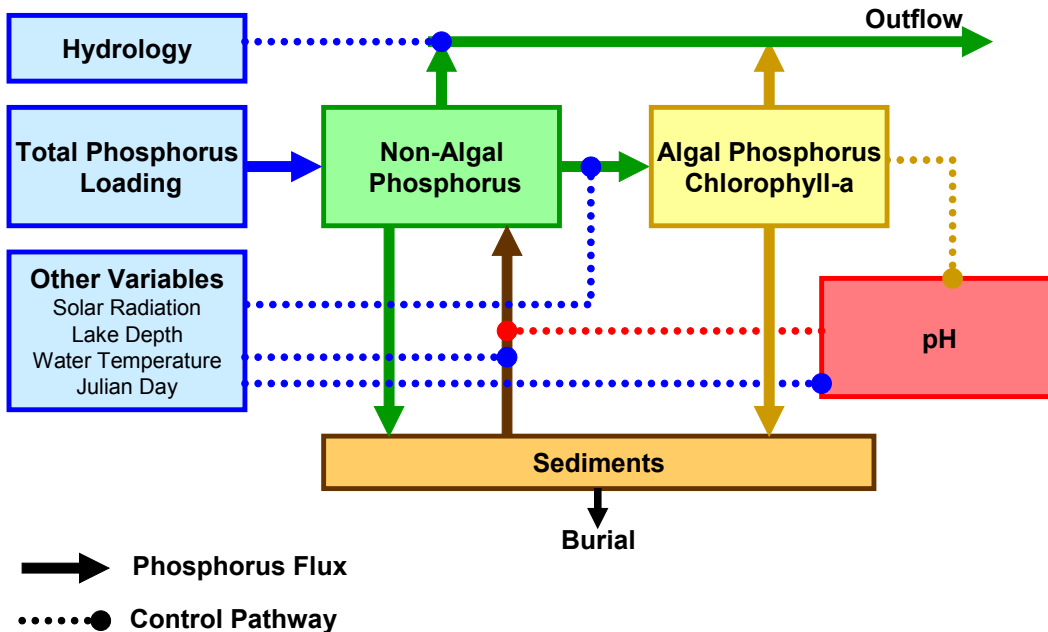 Outflow
Hydrology
Total Phosphorus
Loading
Non-Algal
Phosphorus
Algal Phosphorus
Chlorophyll-a
Other Variables
Solar Radiation
Lake Depth
Water Temperature
Julian Day
pH
Sediments
Burial
Phosphorus Flux
Control Pathway